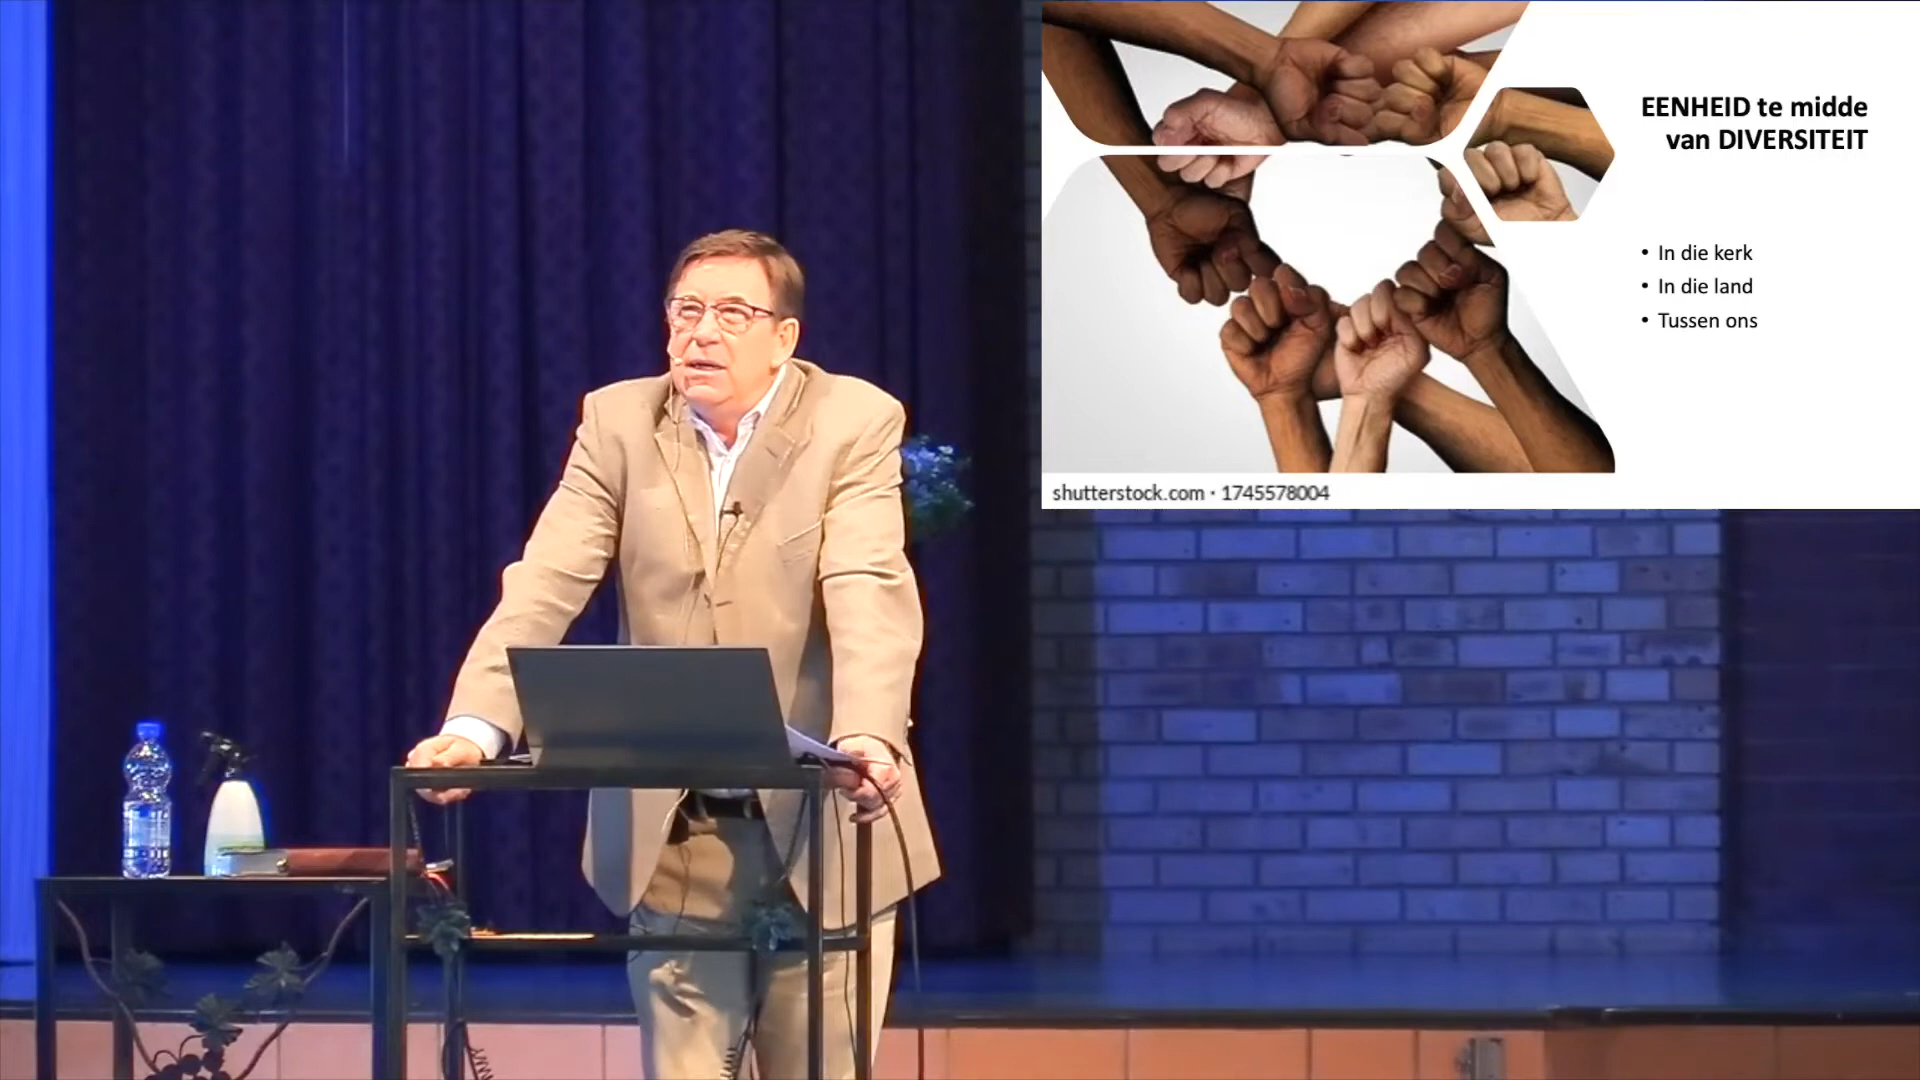 EENHEID te midde
van DIVERSITEIT
• In die kerk
• In die land
• Tussen ons
shutterstock.com · 1745578004